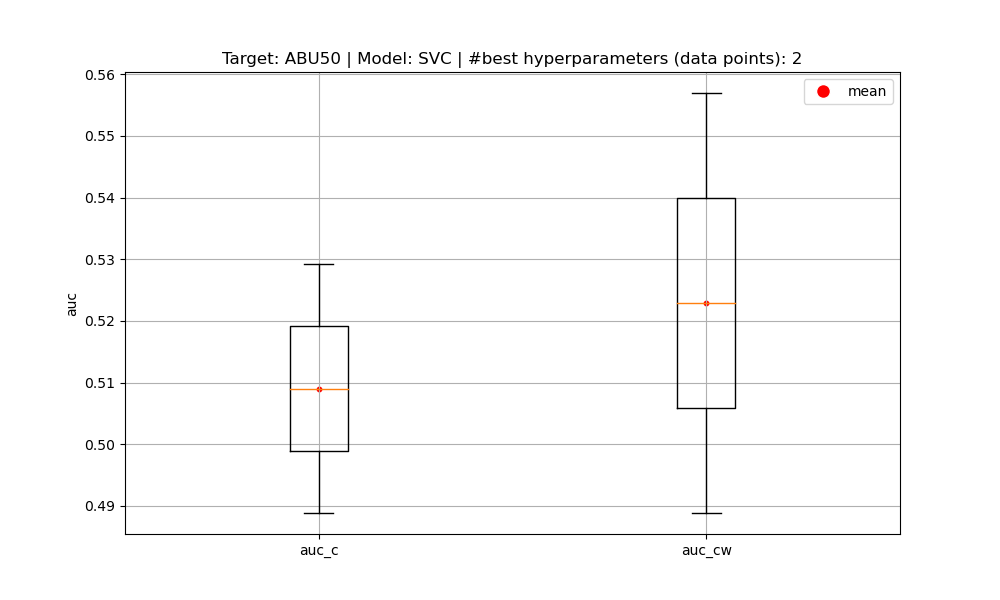 Target: ABU50 | Model: SVC | #best hyperparameters (data points): 2
mean
0.56
0.55
0.54
0.53
0.52
0.51
0.50
0.49
auc
auc_c
auc_cw